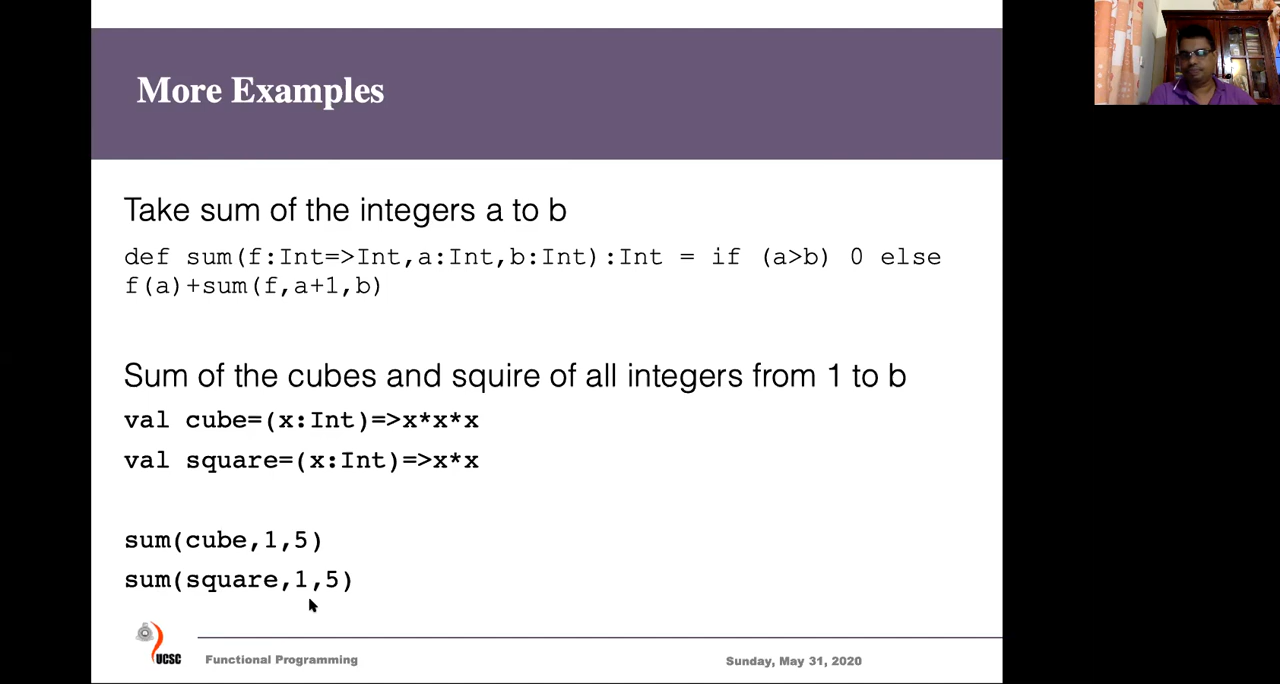 More Examples
Take sum of the integers a to b
def sum(f:Int=>Int,a:Int,b:Int):Int = if (a>b) 0 else
f(a)+sum(f,a+1,b)
Sum of the cubes and squire of all integers from 1 to b
val cube=(x:Int)=>x*x*x
val square=(x:Int)=>x*x
sum(cube,1,5)
sum(square,1,5)
UCSC
Functional Programming
Sunday, May 31, 2020